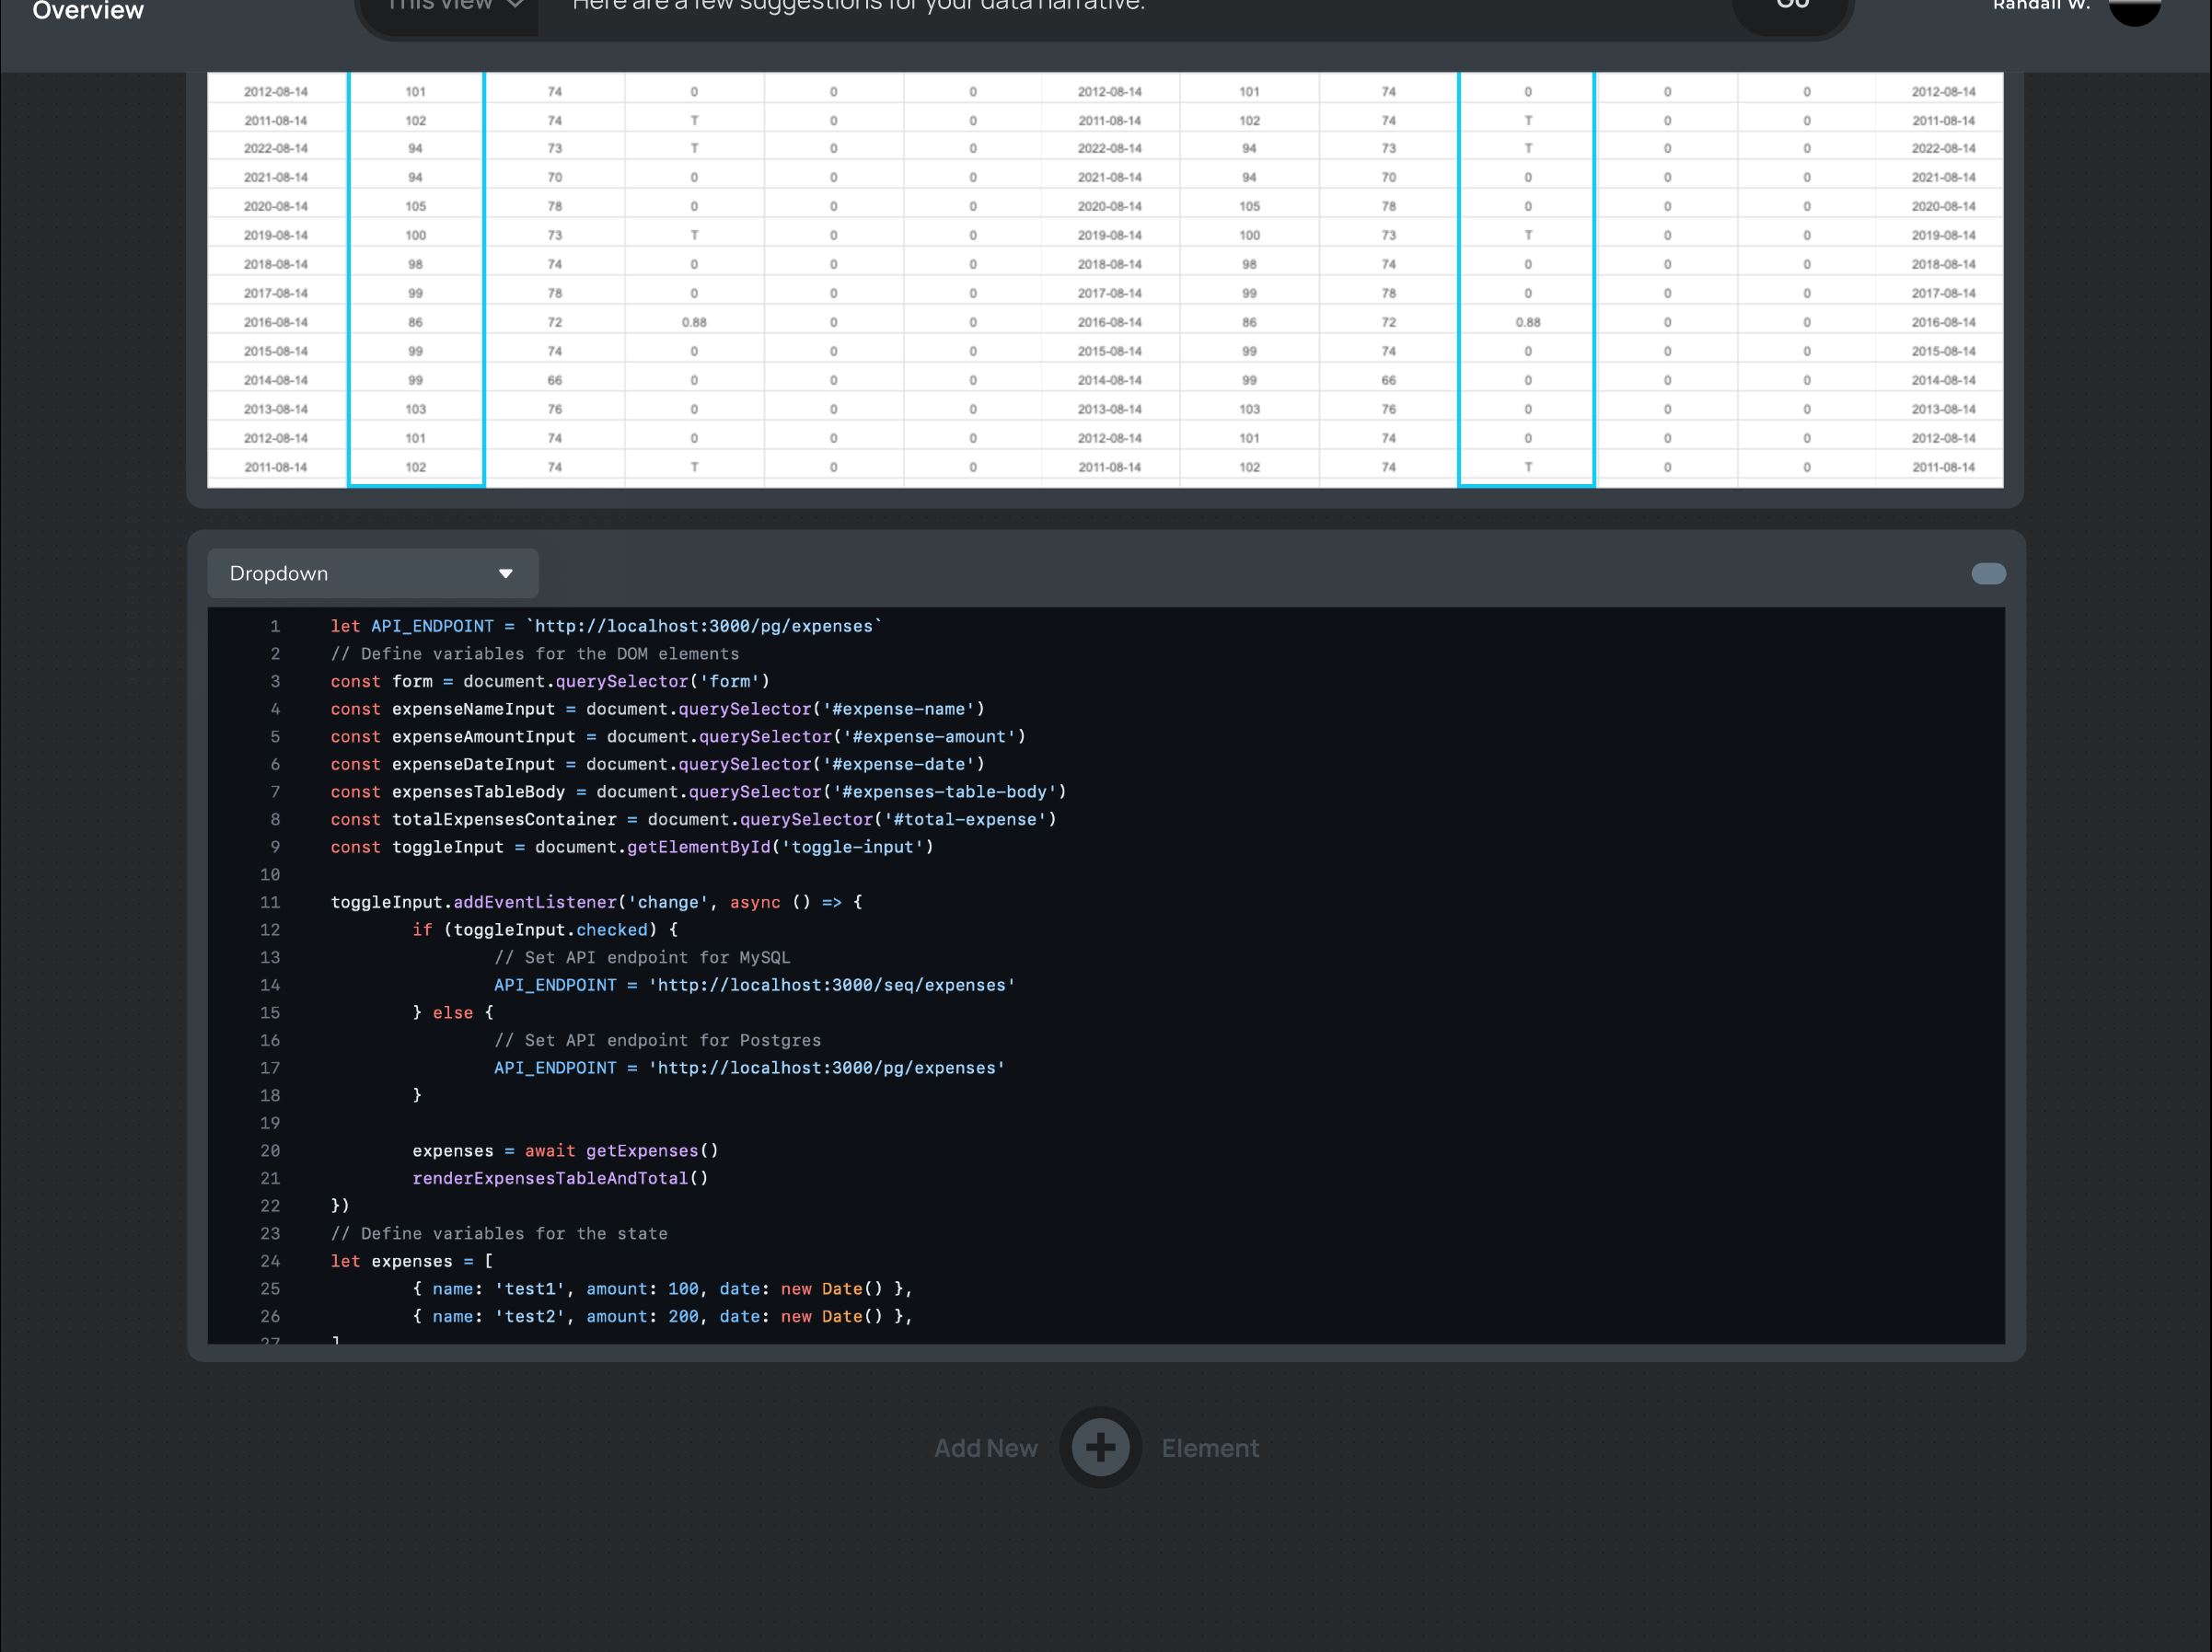 Overview
This view
Here are a few suggestions for your data narrative.
Go
Randall W.
2012-08-14 101 74 0 0 0 2012-08-14 101 74 0 0 0 2012-08-14
2011-08-14 102 74 T 0 0 2011-08-14 102 74 T 0 0 2011-08-14
2022-08-14 94 73 T 0 0 2022-08-14 94 73 T 0 0 2022-08-14
2021-08-14 94 70 0 0 0 2021-08-14 94 70 0 0 0 2021-08-14
2020-08-14 105 78 0 0 0 2020-08-14 105 78 0 0 0 2020-08-14
2019-08-14 100 73 T 0 0 2019-08-14 100 73 T 0 0 2019-08-14
2018-08-14 98 74 0 0 0 2018-08-14 98 74 0 0 0 2018-08-14
2017-08-14 99 78 0 0 0 2017-08-14 99 78 0 0 0 2017-08-14
2016-08-14 86 72 0.88 0 0 2016-08-14 86 72 0.88 0 0 2016-08-14
2015-08-14 99 74 0 0 0 2015-08-14 99 74 0 0 0 2015-08-14
2014-08-14 99 66 0 0 0 2014-08-14 99 66 0 0 0 2014-08-14
2013-08-14 103 76 0 0 0 2013-08-14 103 76 0 0 0 2013-08-14
2012-08-14 101 74 0 0 0 2012-08-14 101 74 0 0 0 2012-08-14
2011-08-14 102 74 T 0 0 2011-08-14 102 74 T 0 0 2011-08-14
Dropdown
1 let API_ENDPOINT = `http://localhost:3000/pg/expenses`
2 // Define variables for the DOM elements
3 const form = document.querySelector('form')
4 const expenseNameInput = document.querySelector('#expense-name')
5 const expenseAmountInput = document.querySelector('#expense-amount')
6 const expenseDateInput = document.querySelector('#expense-date')
7 const expensesTableBody = document.querySelector('#expenses-table-body')
8 const totalExpensesContainer = document.querySelector('#total-expense')
9 const toggleInput = document.getElementById('toggle-input')
10
11 toggleInput.addEventListener('change', async () => {
12 if (toggleInput.checked) {
13 // Set API endpoint for MySQL
14 API_ENDPOINT = 'http://localhost:3000/seq/expenses'
15 } else {
16 // Set API endpoint for Postgres
17 API_ENDPOINT = 'http://localhost:3000/pg/expenses'
18 }
19
20 expenses = await getExpenses()
21 renderExpensesTableAndTotal()
22 })
23 // Define variables for the state
24 let expenses = [
25 { name: 'test1', amount: 100, date: new Date() },
26 { name: 'test2', amount: 200, date: new Date() },
27 ]
Add New Element